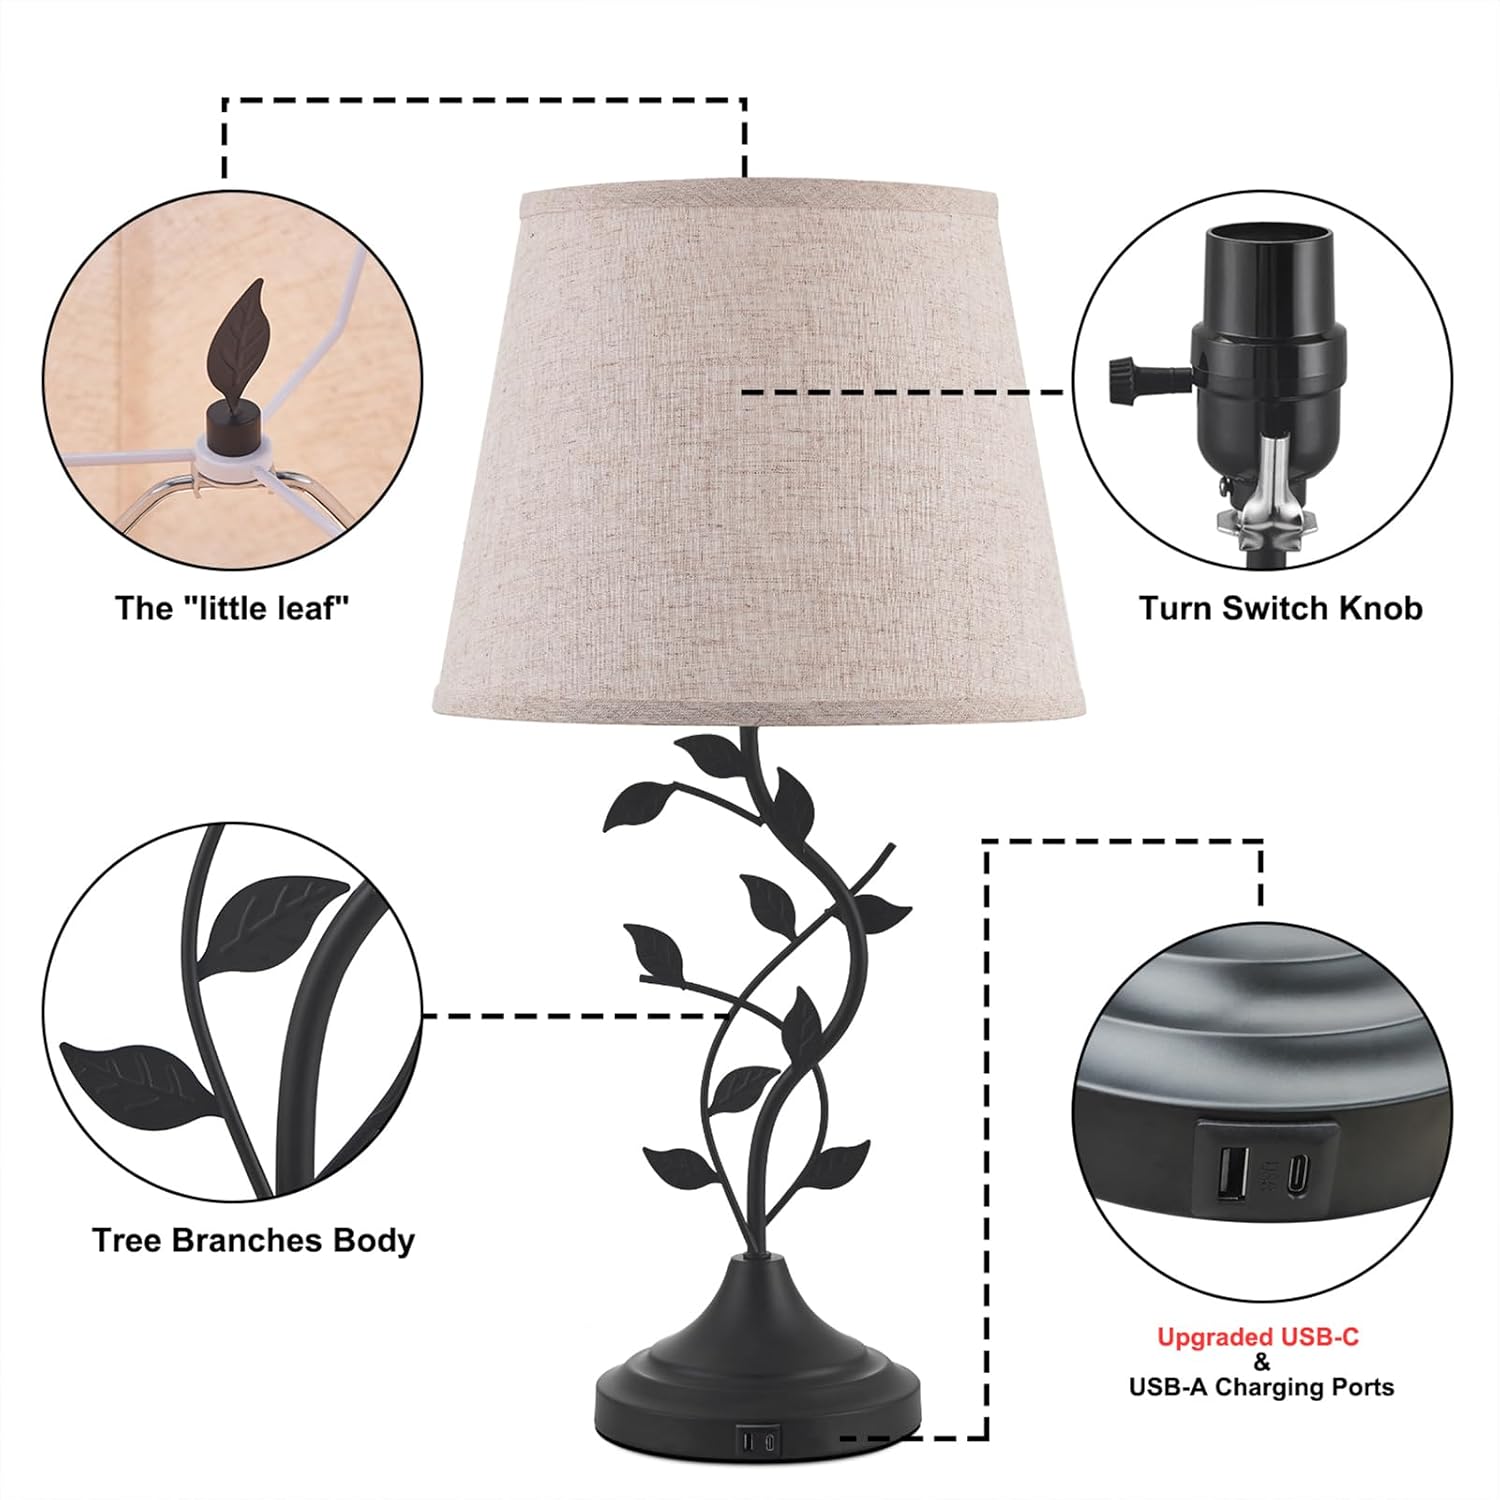 The "little leaf"
Turn Switch Knob
Tree Branches Body
Upgraded USB-C
&
USB-A Charging Ports